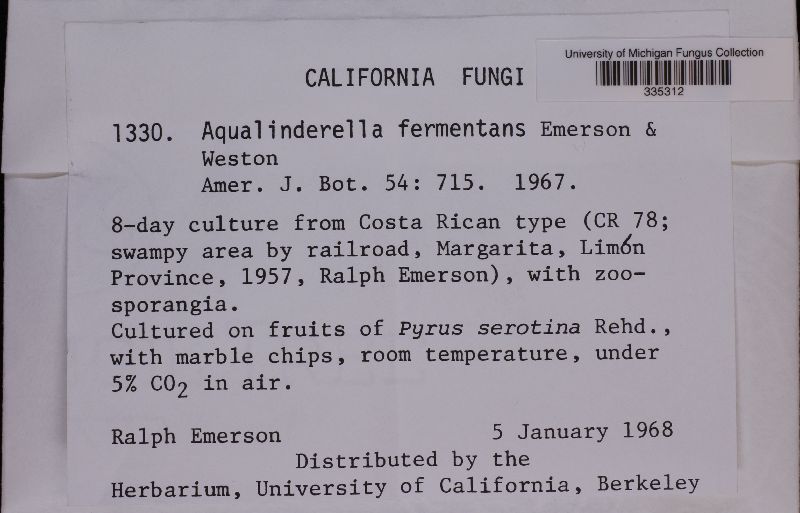 University of Michigan Fungus Collection
335312
CALIFORNIA FUNGI
1330. Aqualinderella fermentans Emerson &
Weston
Amer. J. Bot. 54: 715. 1967.
8-day culture from Costa Rican type (CR 78;
swampy area by railroad, Margarita, Limón
Province, 1957, Ralph Emerson), with zoo-
sporangia.
Cultured on fruits of Pyrus serotina Rehd.,
with marble chips, room temperature, under
5% CO2 in air.
Ralph Emerson 5 January 1968
Distributed by the
Herbarium, University of California, Berkeley